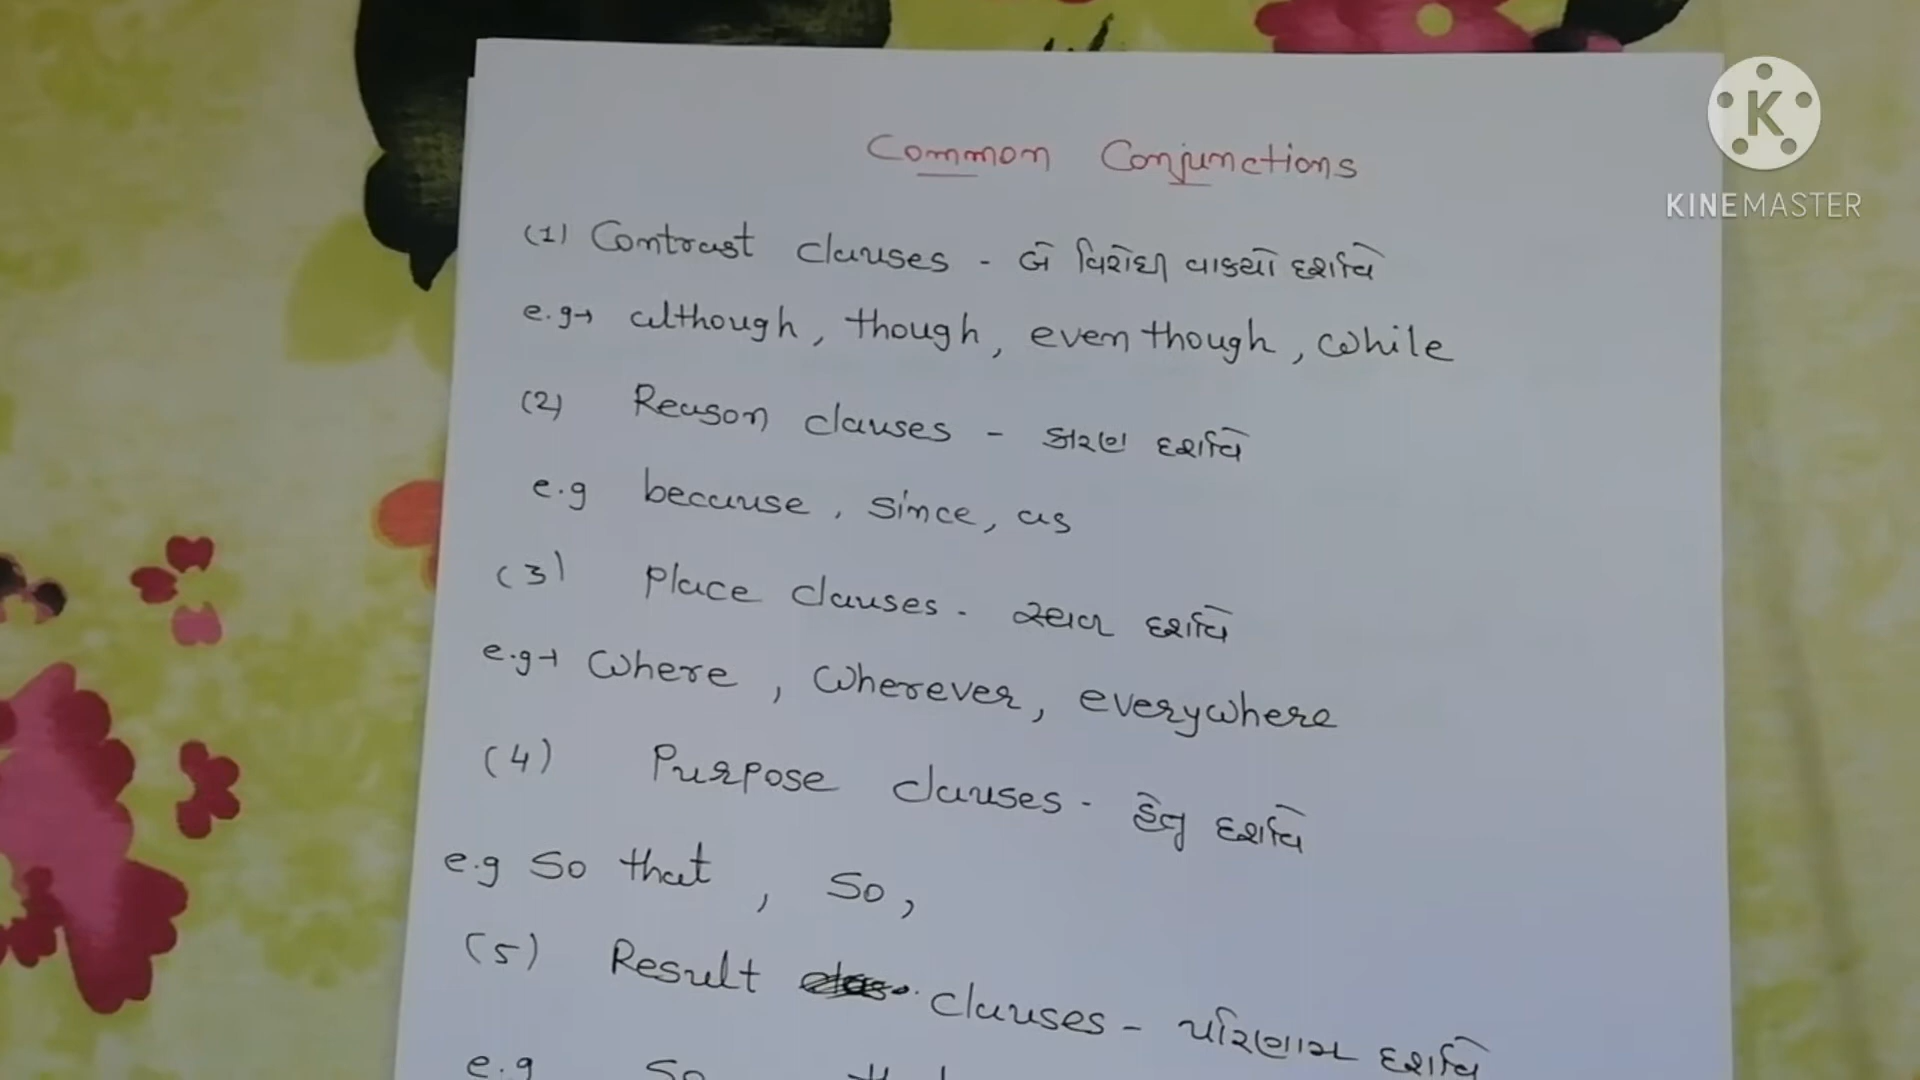 Common Conjunctions
(1) Contrast clauses - બે વિરોધી વાક્યો દર્શાવે
e.g→ although, though, even though, while
(2) Reason clauses - કારણ દર્શાવે
e.g because, since, as
(3) Place clauses - સ્થળ દર્શાવે
e.g→ where, wherever, everywhere
(4) Purpose clauses - હેતુ દર્શાવે
e.g so that, so,
(5) Result clauses - પરિણામ દર્શાવે
e.g so
K
KINEMASTER